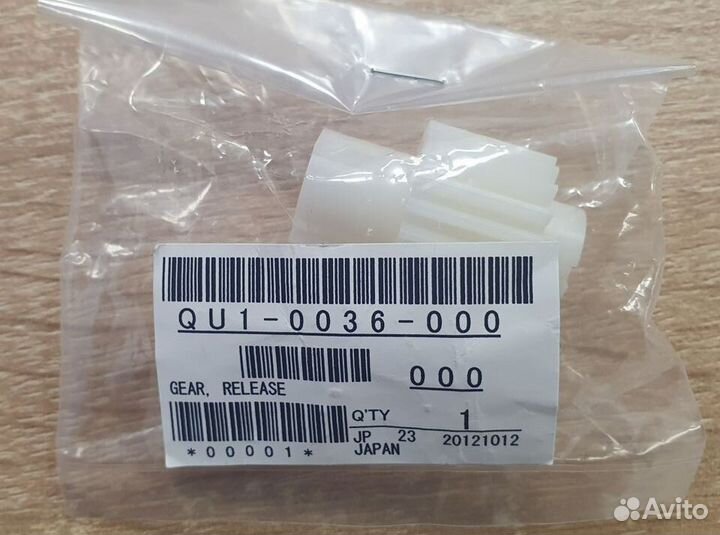 QU1-0036-000
000
GEAR, RELEASE
Q'TY 1
*00001*
JP 23 20121012
JAPAN
Avito